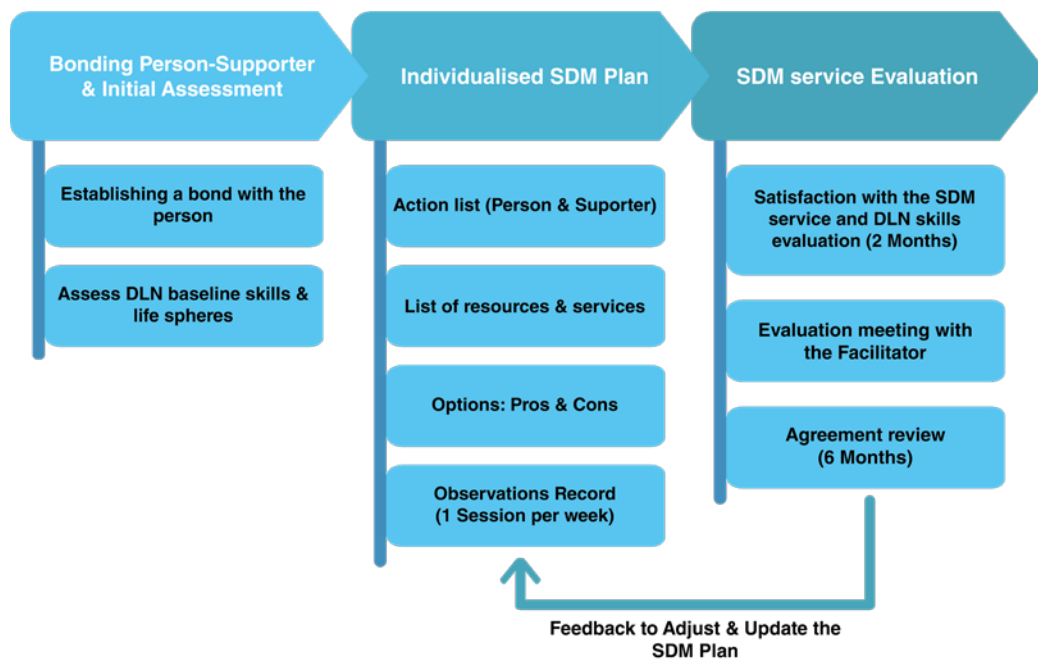 Bonding Person-Supporter
& Initial Assessment
Individualised SDM Plan
SDM service Evaluation
Establishing a bond with the
person
Assess DLN baseline skills &
life spheres
Action list (Person & Suporter)
List of resources & services
Options: Pros & Cons
Observations Record
(1 Session per week)
Satisfaction with the SDM
service and DLN skills
evaluation (2 Months)
Evaluation meeting with
the Facilitator
Agreement review
(6 Months)
Feedback to Adjust & Update the
SDM Plan